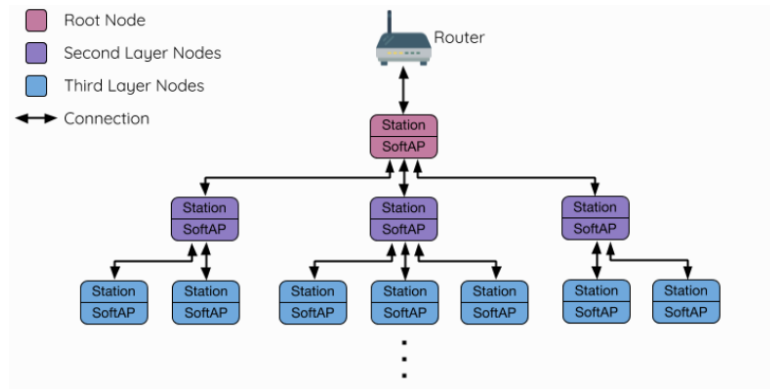 Root Node
Second Layer Nodes
Third Layer Nodes
Connection
Router
Station
SoftAP
Station
SoftAP
Station
SoftAP
Station
SoftAP
Station
SoftAP
Station
SoftAP
Station
SoftAP
Station
SoftAP
Station
SoftAP
Station
SoftAP
Station
SoftAP